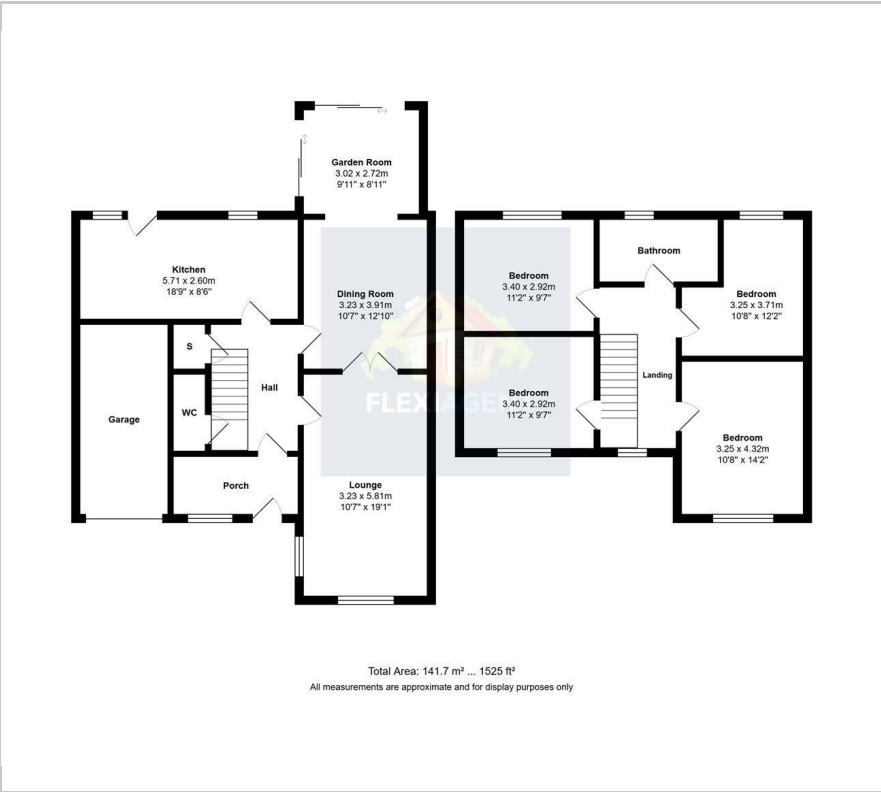 Garden Room
3.02 x 2.72m
9'11" x 8'11"
Kitchen
5.71 x 2.60m
18'9" x 8'6"
Dining Room
3.23 x 3.91m
10'7" x 12'10"
S
Hall
WC
Garage
Porch
Lounge
3.23 x 5.81m
10'7" x 19'1"
Bedroom
3.40 x 2.92m
11'2" x 9'7"
Bathroom
Bedroom
3.25 x 3.71m
10'8" x 12'2"
Landing
Bedroom
3.40 x 2.92m
11'2" x 9'7"
Bedroom
3.25 x 4.32m
10'8" x 14'2"
Total Area: 141.7 m² ... 1525 ft²
All measurements are approximate and for display purposes only